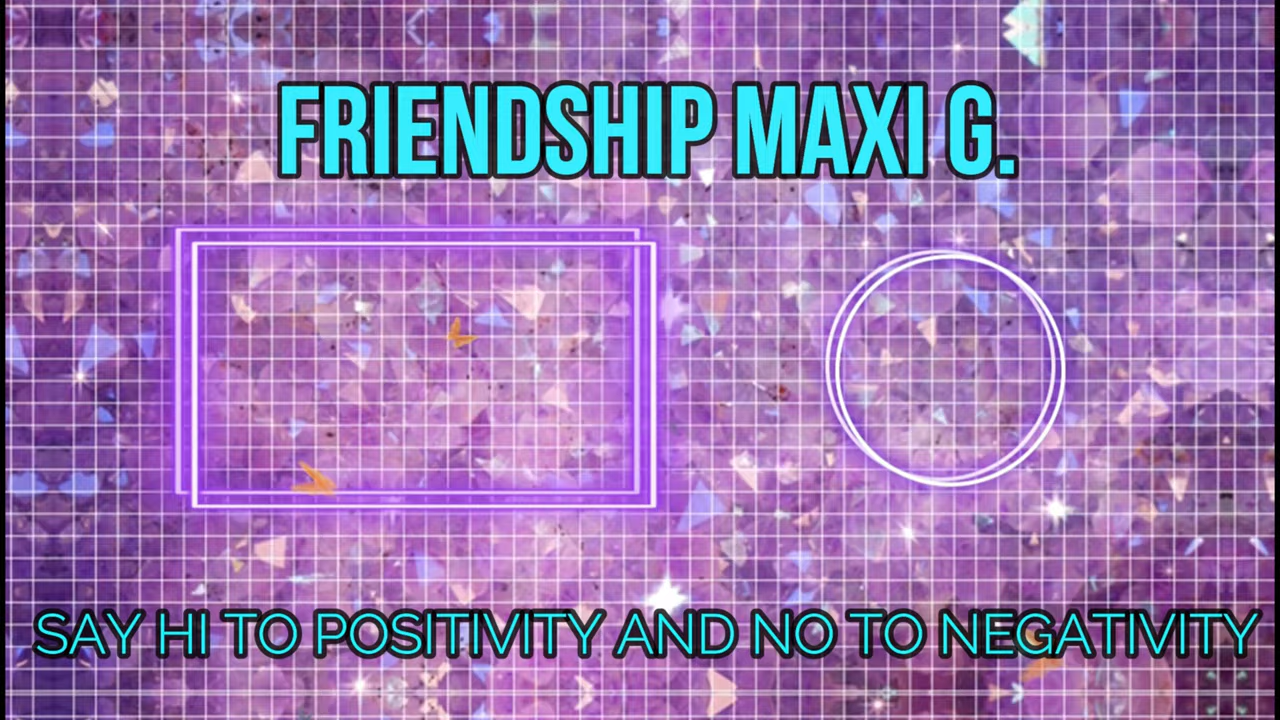 FRIENDSHIP MAXI G.
SAY HI TO POSITIVITY AND NO TO NEGATIVITY